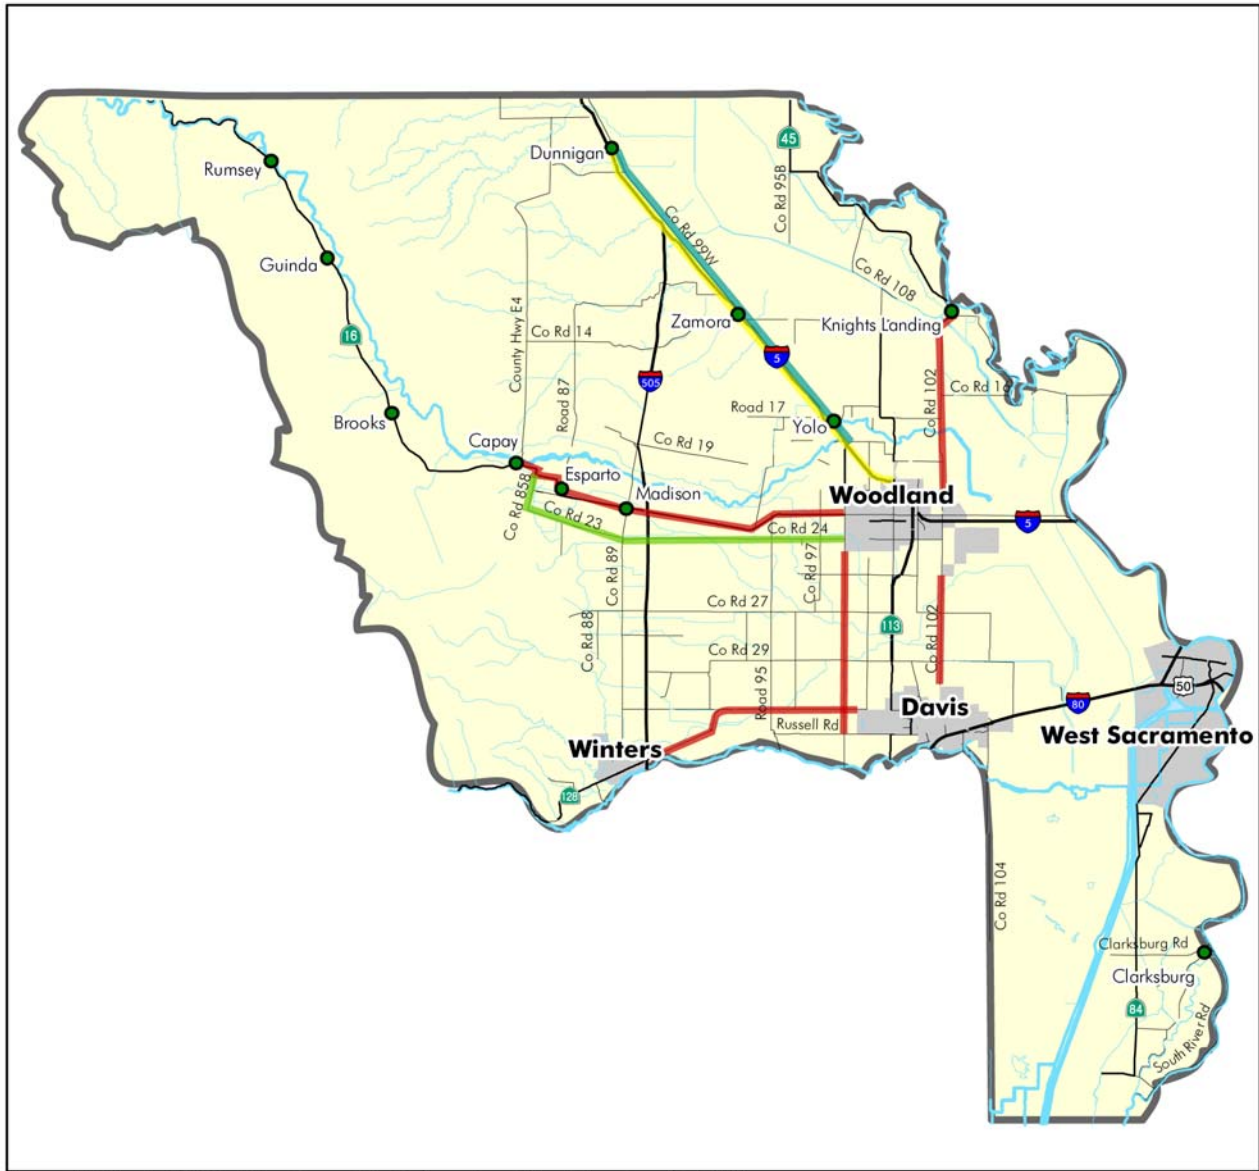 45
Dunnigan
Rumsey
Co Rd 95B
Co Rd 99W
Guinda
Co Rd 108
Zamora
Knights Landing
Co Rd 14
16
County Hwy E4
5
505
Co Rd 102
Co Rd 16
Road 87
Road 17
Brooks
Yolo
Co Rd 19
Capay
Esparto
Madison
Woodland
Co Rd 858
Co Rd 23
Co Rd 24
5
Co Rd 89
Co Rd 97
Co Rd 27
Co Rd 88
113
Co Rd 102
Co Rd 29
Road 95
50
80
Davis
Russell Rd
Winters
West Sacramento
128
Co Rd 104
Clarksburg Rd
Clarksburg
84
South River Rd